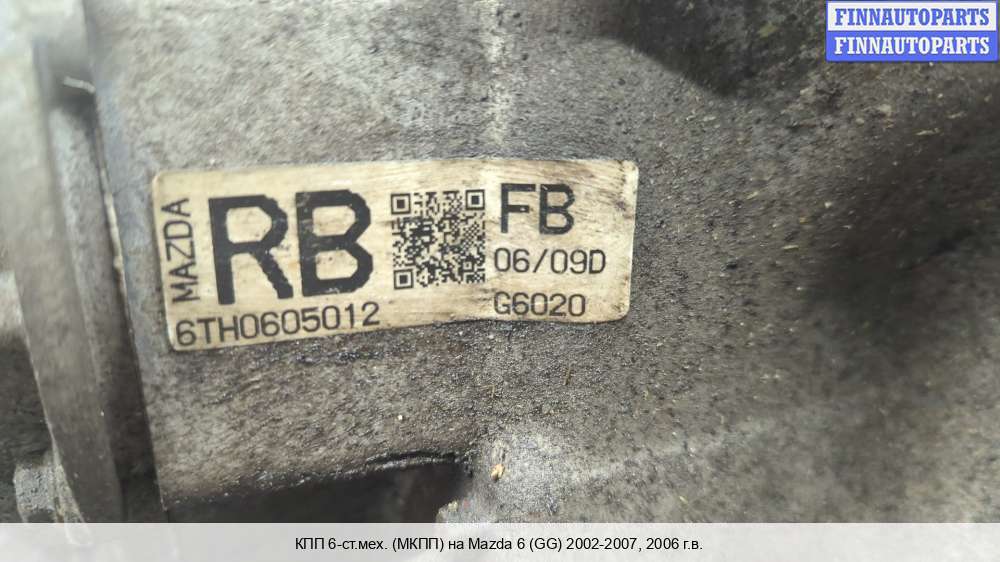 FINNAUTOPARTS
FINNAUTOPARTS
MAZDA
RB
FB
06/09D
6TH0605012
G6020
КПП 6-ст.мех. (МКПП) на Mazda 6 (GG) 2002-2007, 2006 г.в.